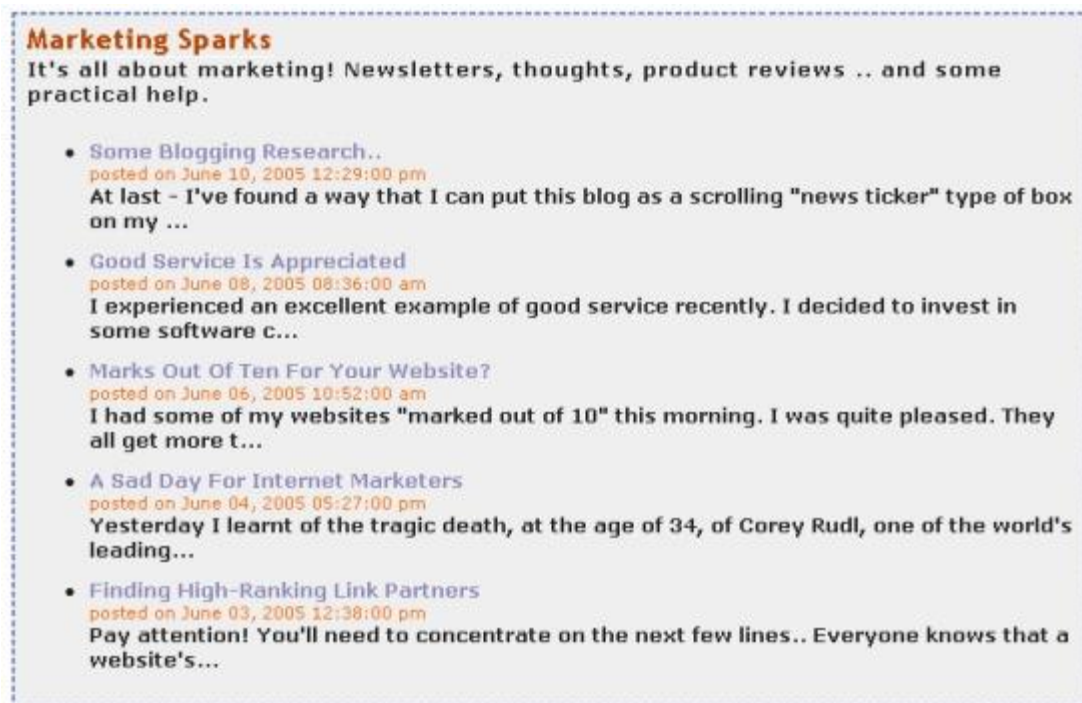 Marketing Sparks
It's all about marketing! Newsletters, thoughts, product reviews .. and some
practical help.
Some Blogging Research..
posted on June 10, 2005 12:29:00 pm
At last - I've found a way that I can put this blog as a scrolling "news ticker" type of box
on my ...
Good Service Is Appreciated
posted on June 08, 2005 08:36:00 am
I experienced an excellent example of good service recently. I decided to invest in
some software c...
Marks Out Of Ten For Your Website?
posted on June 06, 2005 10:52:00 am
I had some of my websites "marked out of 10" this morning. I was quite pleased. They
all get more t...
A Sad Day For Internet Marketers
posted on June 04, 2005 05:27:00 pm
Yesterday I learnt of the tragic death, at the age of 34, of Corey Rudl, one of the world's
leading...
Finding High-Ranking Link Partners
posted on June 03, 2005 12:38:00 pm
Pay attention! You'll need to concentrate on the next few lines.. Everyone knows that a
website's...